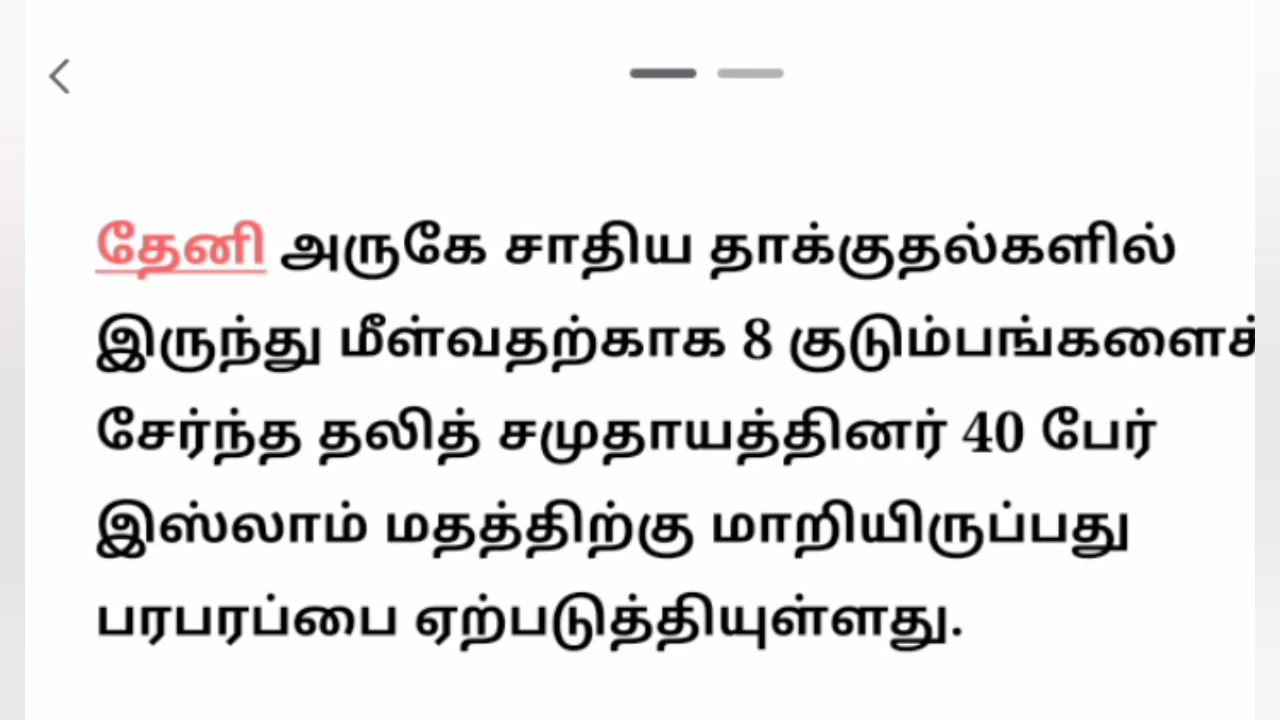 தேனி அருகே சாதிய தாக்குதல்களில்
இருந்து மீள்வதற்காக 8 குடும்பங்களைச்
சேர்ந்த தலித் சமுதாயத்தினர் 40 பேர்
இஸ்லாம் மதத்திற்கு மாறியிருப்பது
பரபரப்பை ஏற்படுத்தியுள்ளது.